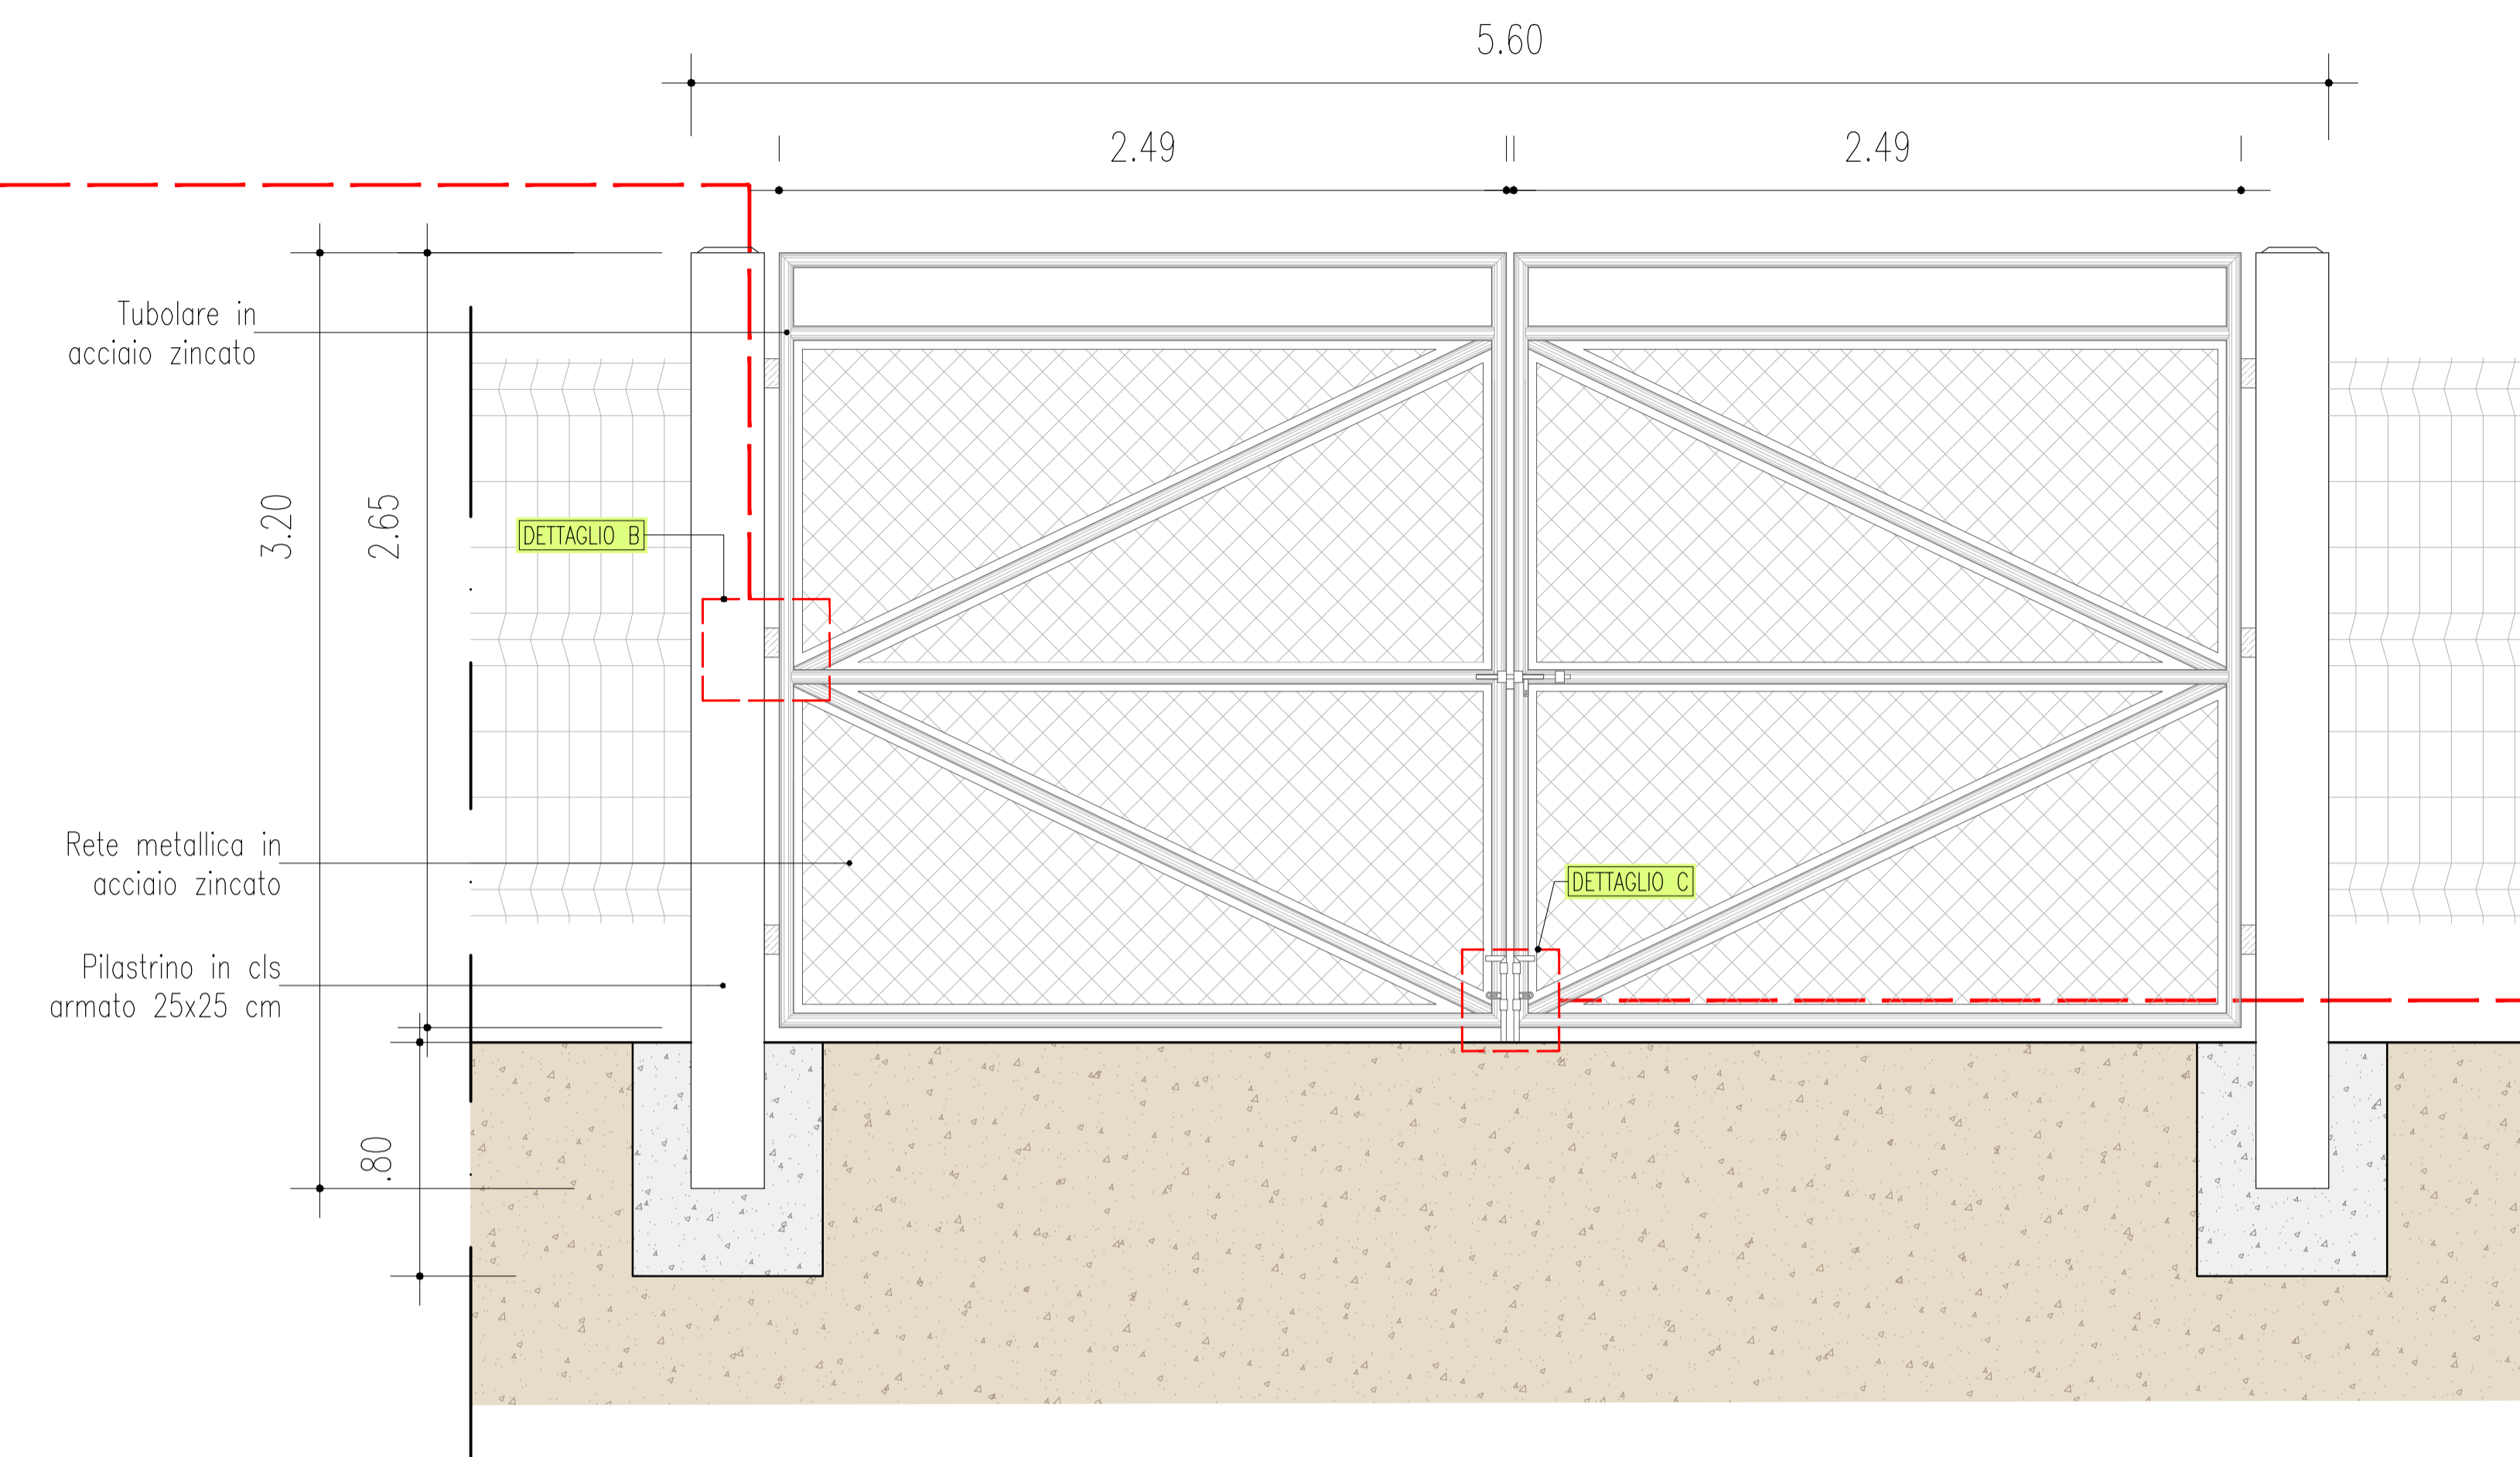 5.60
2.49
2.49
Tubolare in
acciaio zincato
3.20
2.65
DETTAGLIO B
Rete metallica in
acciaio zincato
DETTAGLIO C
Pilastrino in cls
armato 25x25 cm
.80